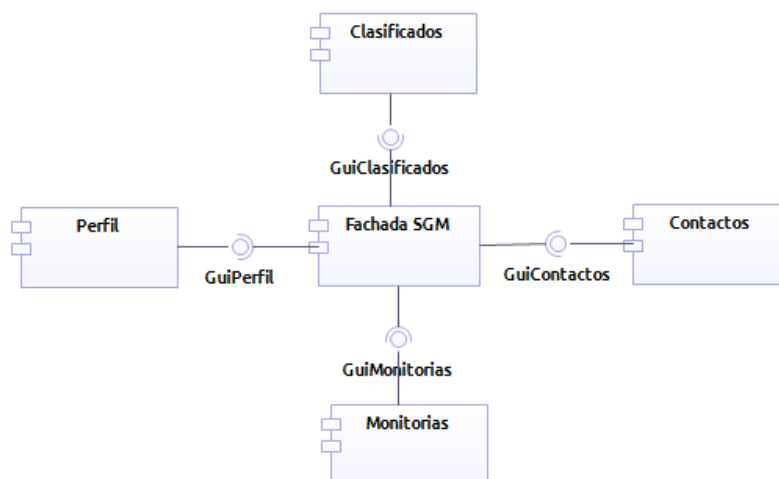 Clasificados
GuiClasificados
Perfil
Fachada SGM
Contactos
GuiPerfil
GuiContactos
GuiMonitorias
Monitorias